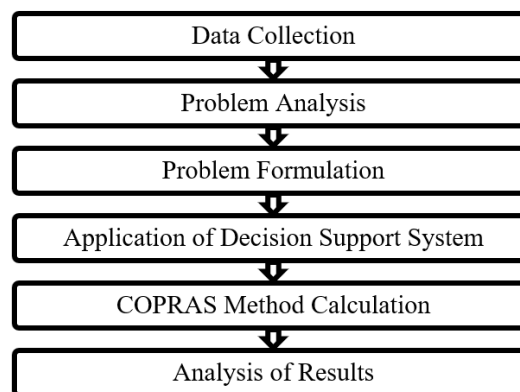 Data Collection
Problem Analysis
Problem Formulation
Application of Decision Support System
COPRAS Method Calculation
Analysis of Results